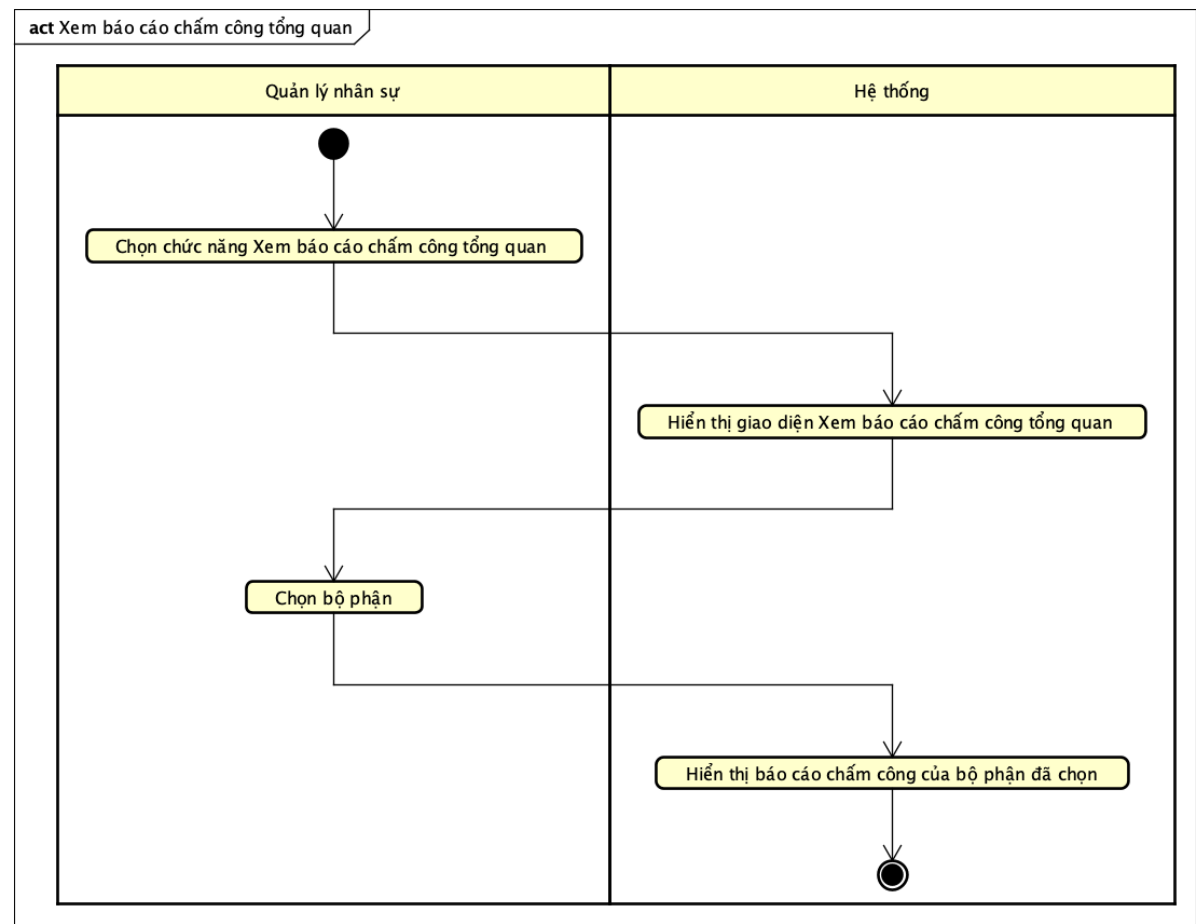 act Xem báo cáo chấm công tổng quan
Quản lý nhân sự
Hệ thống
Chọn chức năng Xem báo cáo chấm công tổng quan
Hiển thị giao diện Xem báo cáo chấm công tổng quan
Chọn bộ phận
Hiển thị báo cáo chấm công của bộ phận đã chọn